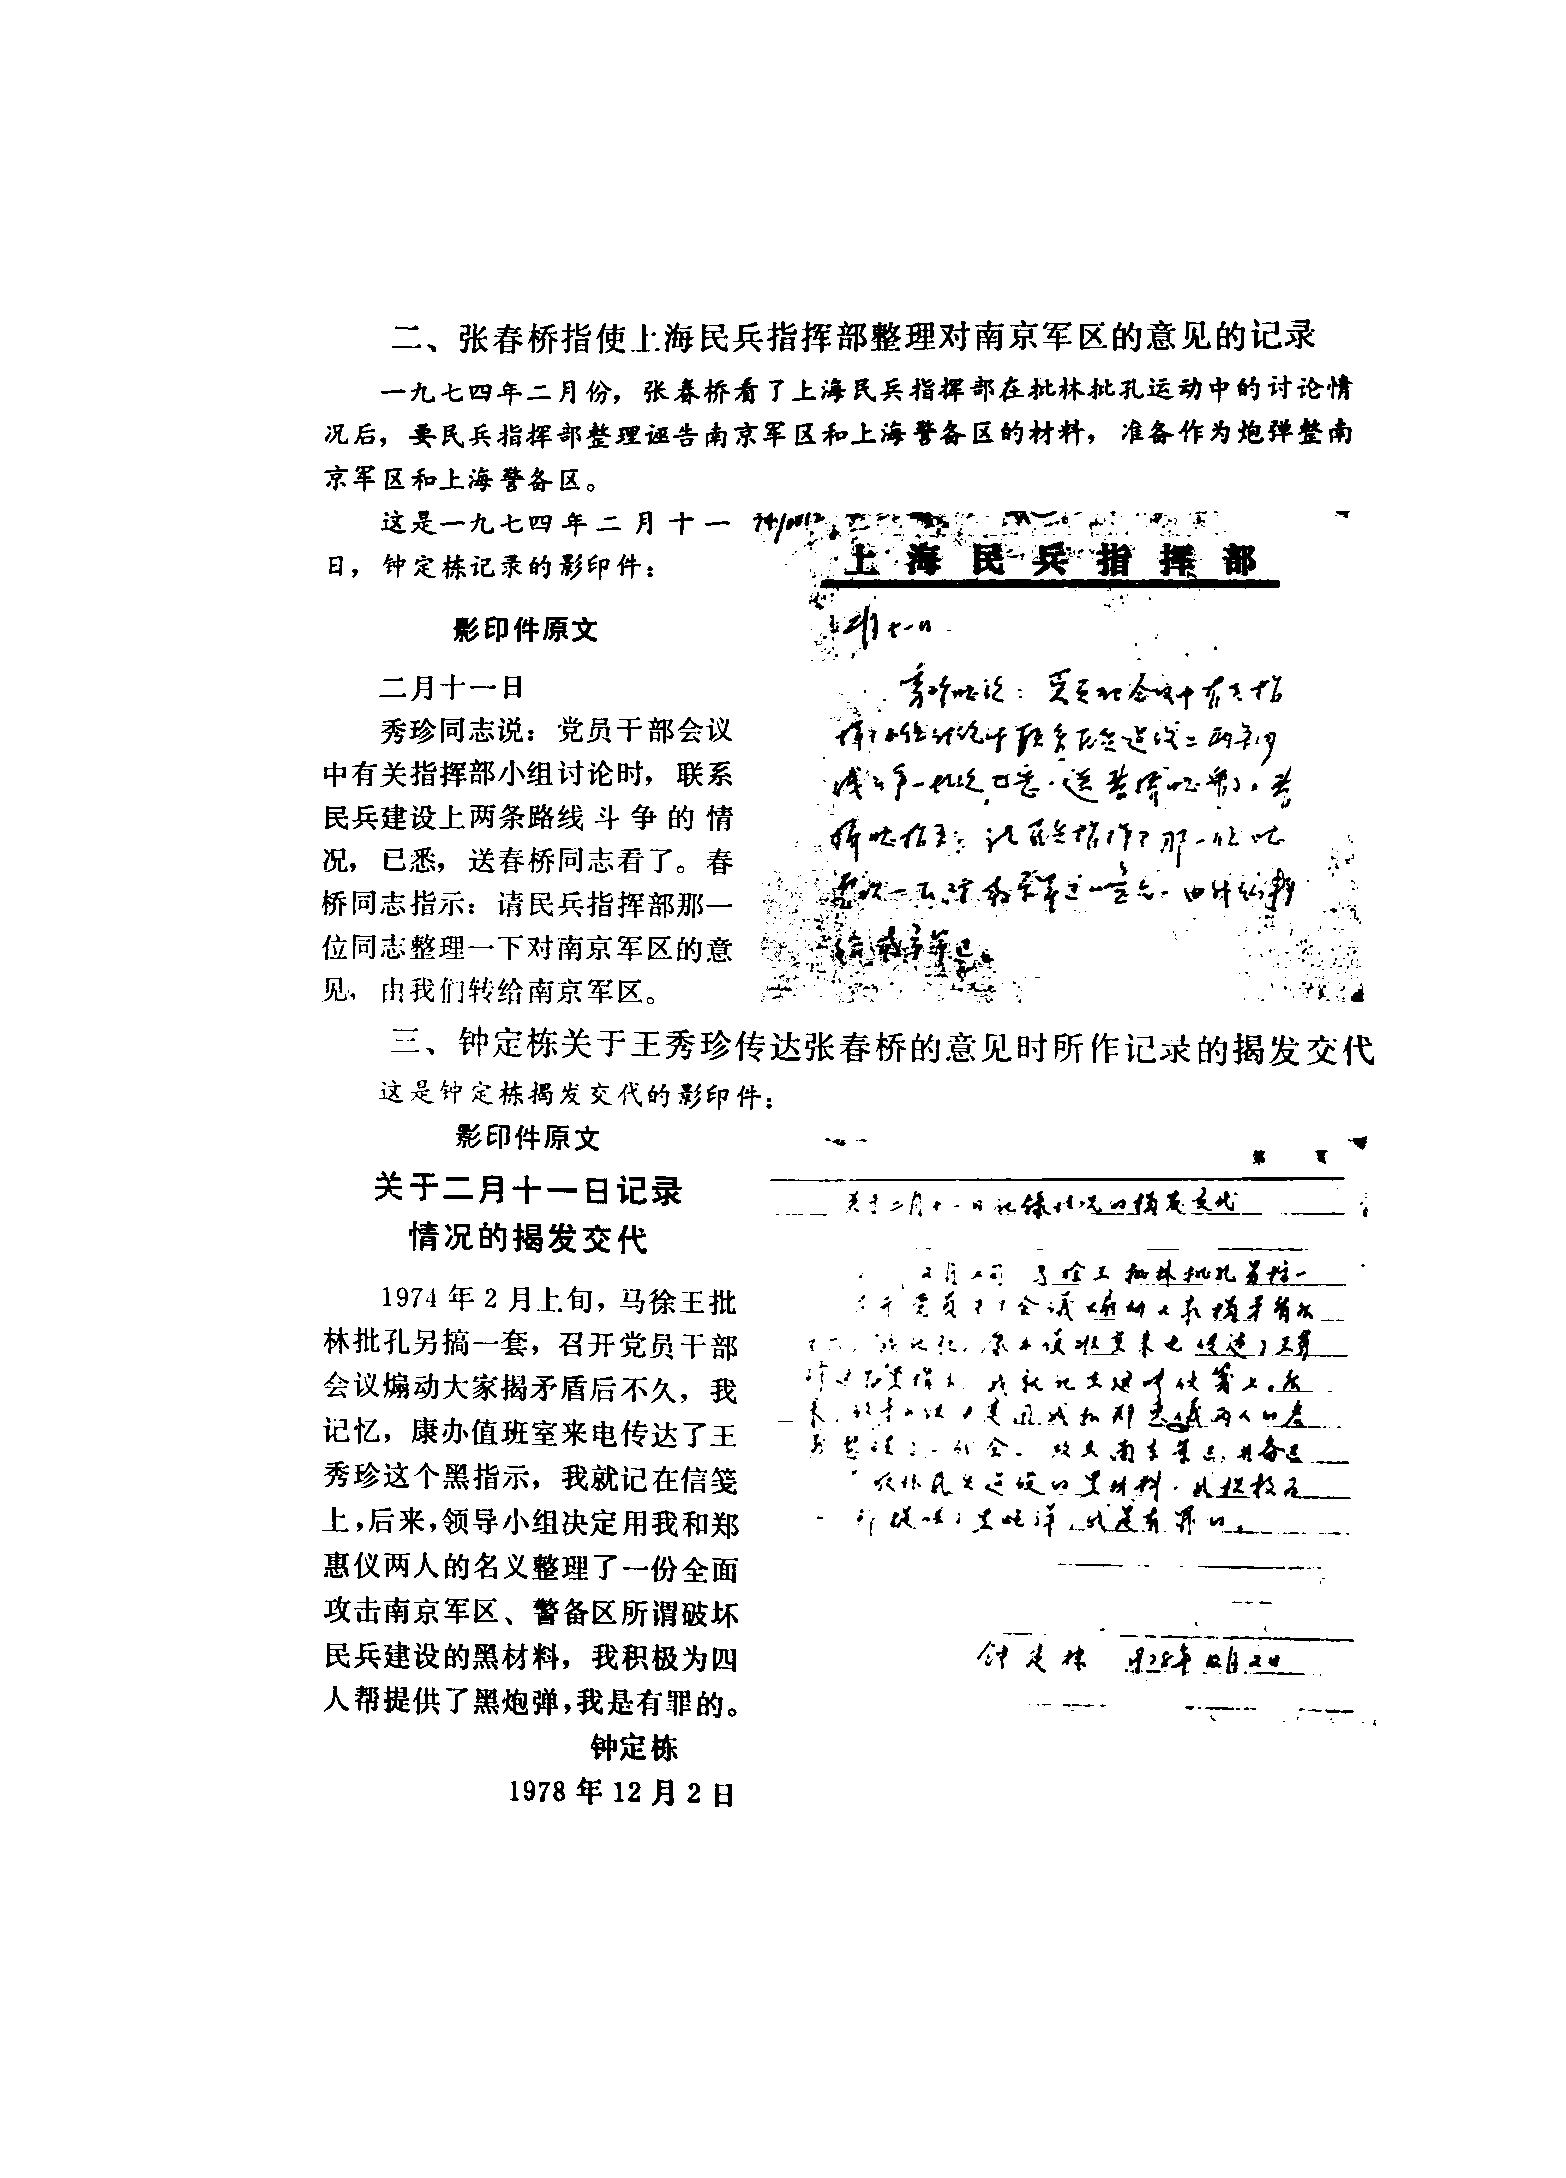 二、张春桥指使上海民兵指挥部整理对南京军区的意见的记录
一九七四年二月份，张春桥看了上海民兵指挥部在批林批孔运动中的讨论情
况后，要民兵指挥部整理诬告南京军区和上海警备区的材料，准备作为炮弹整南
京军区和上海警备区。
这是一九七四年二月十一
日，钟定栋记录的影印件：
影印件原文
二月十一日
秀珍同志说：党员干部会议
中有关指挥部小组讨论时，联系
民兵建设上两条路线斗争的情
况，已悉，送春桥同志看了。春
桥同志指示：请民兵指挥部那一
位同志整理一下对南京军区的意
见，由我们转给南京军区。
上海民兵指挥部
三、钟定栋关于王秀珍传达张春桥的意见时所作记录的揭发交代
这是钟定栋揭发交代的影印件：
影印件原文
关于二月十一日记录
情况的揭发交代
1974年2月上旬，马徐王批
林批孔另搞一套，召开党员干部
会议煽动大家揭矛盾后不久，我
记忆，康办值班室来电传达了王
秀珍这个黑指示，我就记在信笺
上，后来，领导小组决定用我和郑
惠仪两人的名义整理了一份全面
攻击南京军区、警备区所谓破坏
民兵建设的黑材料，我积极为四
人帮提供了黑炮弹，我是有罪的。
钟定栋
1978年12月2日
第 页
关于二月十一日记录情况的揭发交代